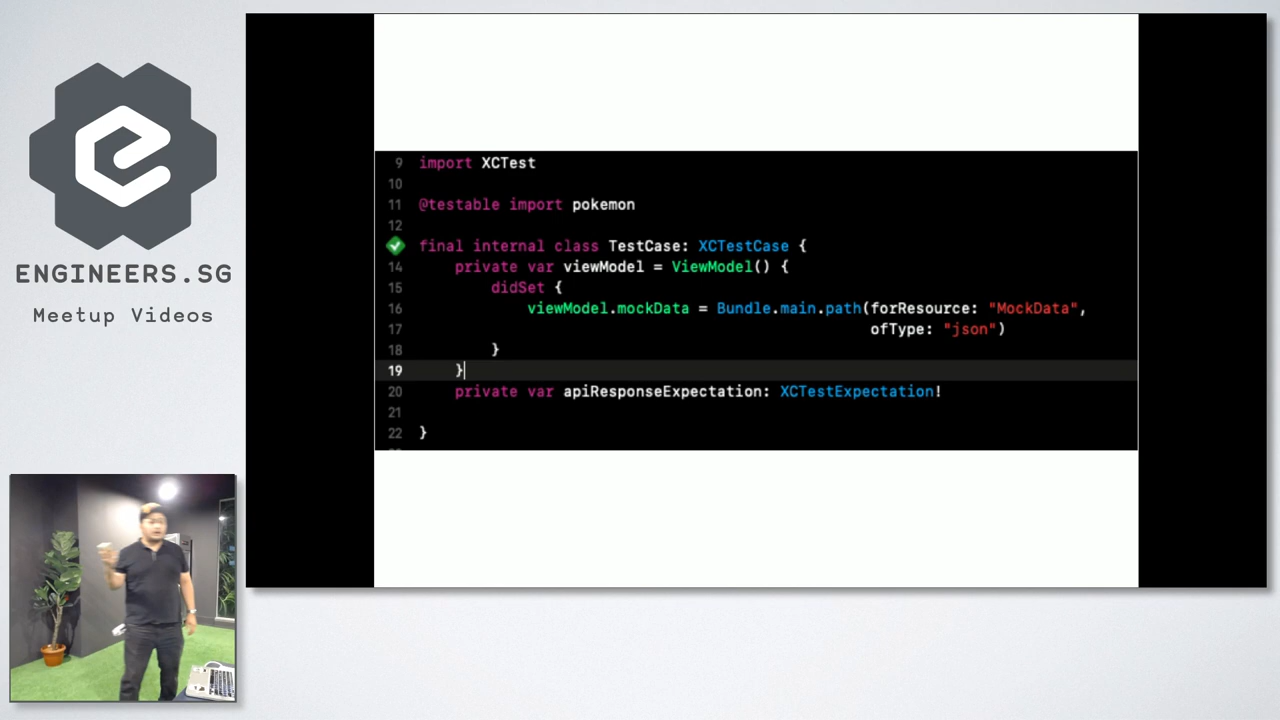 ENGINEERS.SG
Meetup Videos
9 import XCTest
10
11 @testable import pokemon
12
final internal class TestCase: XCTestCase {
14 private var viewModel = ViewModel() {
15 didSet {
16 viewModel.mockData = Bundle.main.path(forResource: "MockData",
17 ofType: "json")
18 }
19 }
20 private var apiResponseExpectation: XCTestExpectation!
21
22 }